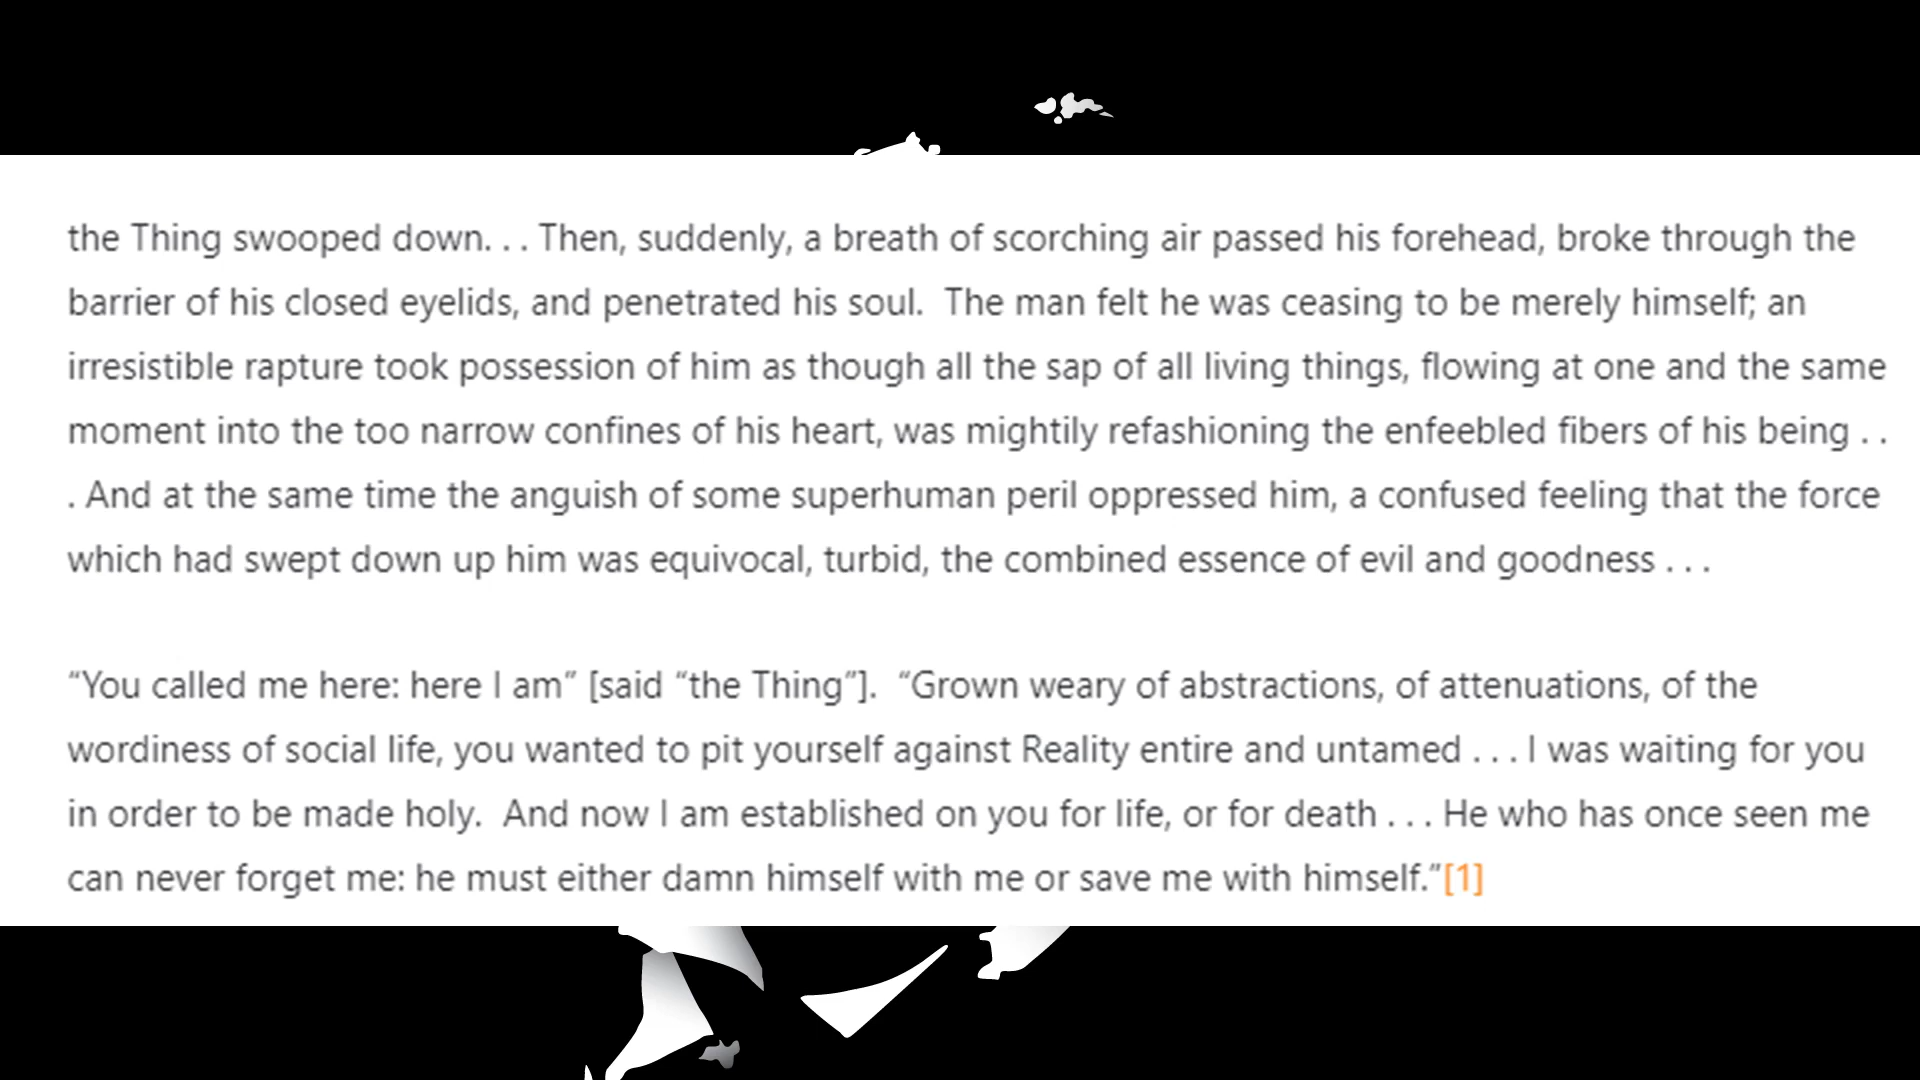 the Thing swooped down. . . Then, suddenly, a breath of scorching air passed his forehead, broke through the
barrier of his closed eyelids, and penetrated his soul.  The man felt he was ceasing to be merely himself; an
irresistible rapture took possession of him as though all the sap of all living things, flowing at one and the same
moment into the too narrow confines of his heart, was mightily refashioning the enfeebled fibers of his being . .
. And at the same time the anguish of some superhuman peril oppressed him, a confused feeling that the force
which had swept down up him was equivocal, turbid, the combined essence of evil and goodness . . .
“You called me here: here I am” [said “the Thing”].  “Grown weary of abstractions, of attenuations, of the
wordiness of social life, you wanted to pit yourself against Reality entire and untamed . . . I was waiting for you
in order to be made holy.  And now I am established on you for life, or for death . . . He who has once seen me
can never forget me: he must either damn himself with me or save me with himself.”[1]